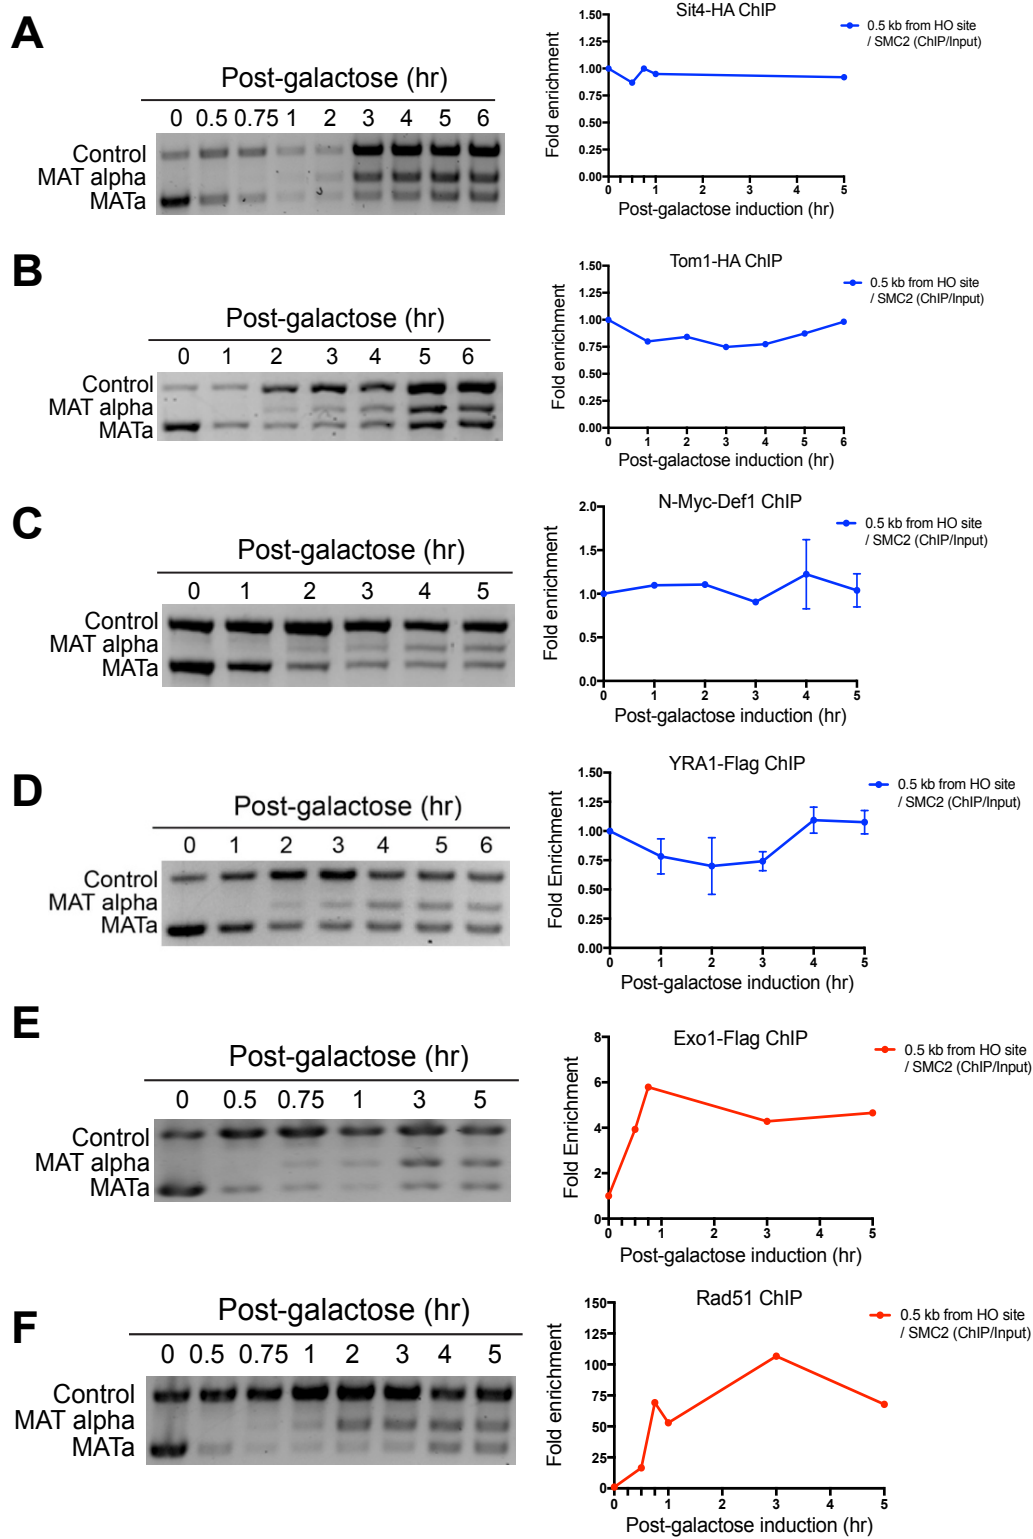 A
Post-galactose (hr)
0 0.5 0.75 1 2 3 4 5 6
Control
MAT alpha
MATa
Sit4-HA ChIP
0.5 kb from HO site
/ SMC2 (ChIP/Input)
Fold enrichment
1.50
1.25
1.00
0.75
0.50
0.25
0.00
0 1 2 3 4 5
Post-galactose induction (hr)
B
Post-galactose (hr)
0 1 2 3 4 5 6
Control
MAT alpha
MATa
Tom1-HA ChIP
0.5 kb from HO site
/ SMC2 (ChIP/Input)
Fold enrichment
1.50
1.25
1.00
0.75
0.50
0.25
0.00
0 1 2 3 4 5 6
Post-galactose induction (hr)
C
Post-galactose (hr)
0 1 2 3 4 5
Control
MAT alpha
MATa
N-Myc-Def1 ChIP
0.5 kb from HO site
/ SMC2 (ChIP/Input)
Fold enrichment
2.0
1.5
1.0
0.5
0.0
0 1 2 3 4 5
Post-galactose induction (hr)
D
Post-galactose (hr)
0 1 2 3 4 5 6
Control
MAT alpha
MATa
YRA1-Flag ChIP
0.5 kb from HO site
/ SMC2 (ChIP/Input)
Fold Enrichment
1.50
1.25
1.00
0.75
0.50
0.25
0.00
0 1 2 3 4 5
Post-galactose induction (hr)
E
Post-galactose (hr)
0 0.5 0.75 1 3 5
Control
MAT alpha
MATa
Exo1-Flag ChIP
0.5 kb from HO site
/ SMC2 (ChIP/Input)
Fold Enrichment
8
6
4
2
0
0 1 2 3 4 5
Post-galactose induction (hr)
F
Post-galactose (hr)
0 0.5 0.75 1 2 3 4 5
Control
MAT alpha
MATa
Rad51 ChIP
0.5 kb from HO site
/ SMC2 (ChIP/Input)
Fold enrichment
150
125
100
75
50
25
0
0 1 2 3 4 5
Post-galactose induction (hr)